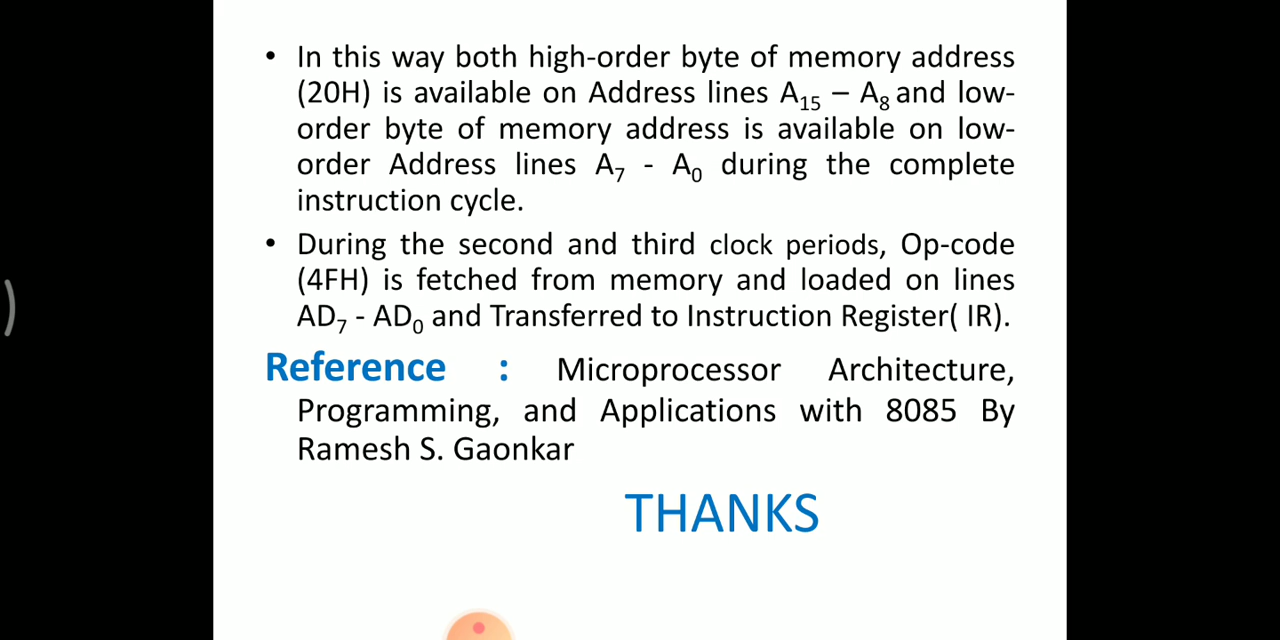 • In this way both high-order byte of memory address
(20H) is available on Address lines A₁₅ – A₈ and low-
order byte of memory address is available on low-
order Address lines A₇ - A₀ during the complete
instruction cycle.
• During the second and third clock periods, Op-code
(4FH) is fetched from memory and loaded on lines
AD₇ - AD₀ and Transferred to Instruction Register( IR).
Reference : Microprocessor Architecture,
Programming, and Applications with 8085 By
Ramesh S. Gaonkar
THANKS